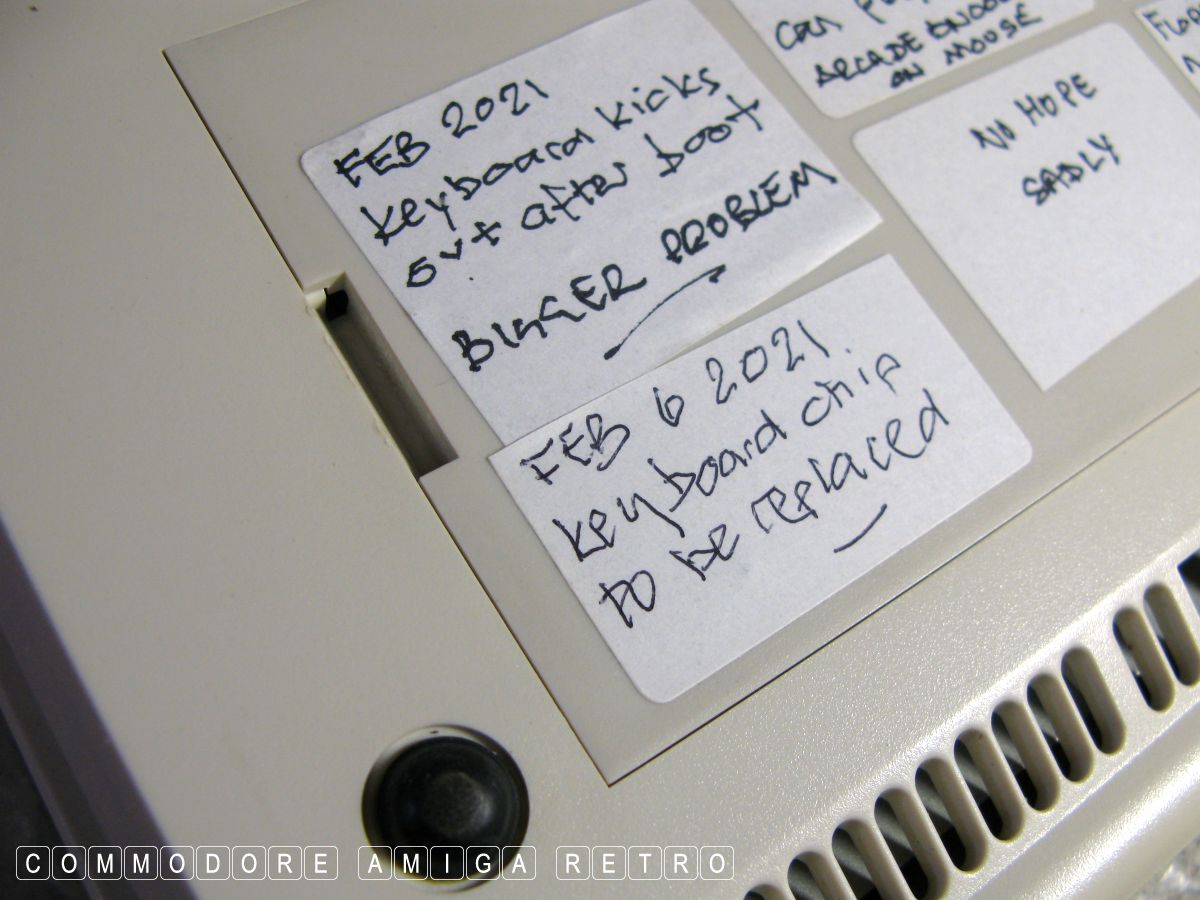 FEB 2021
keyboard kicks
out after boot
BIGGER PROBLEM
FEB 6 2021
keyboard chip
to be replaced
can
ARCADE
ON MOUSE
NO HOPE
SADLY
COMMODORE AMIGA RETRO